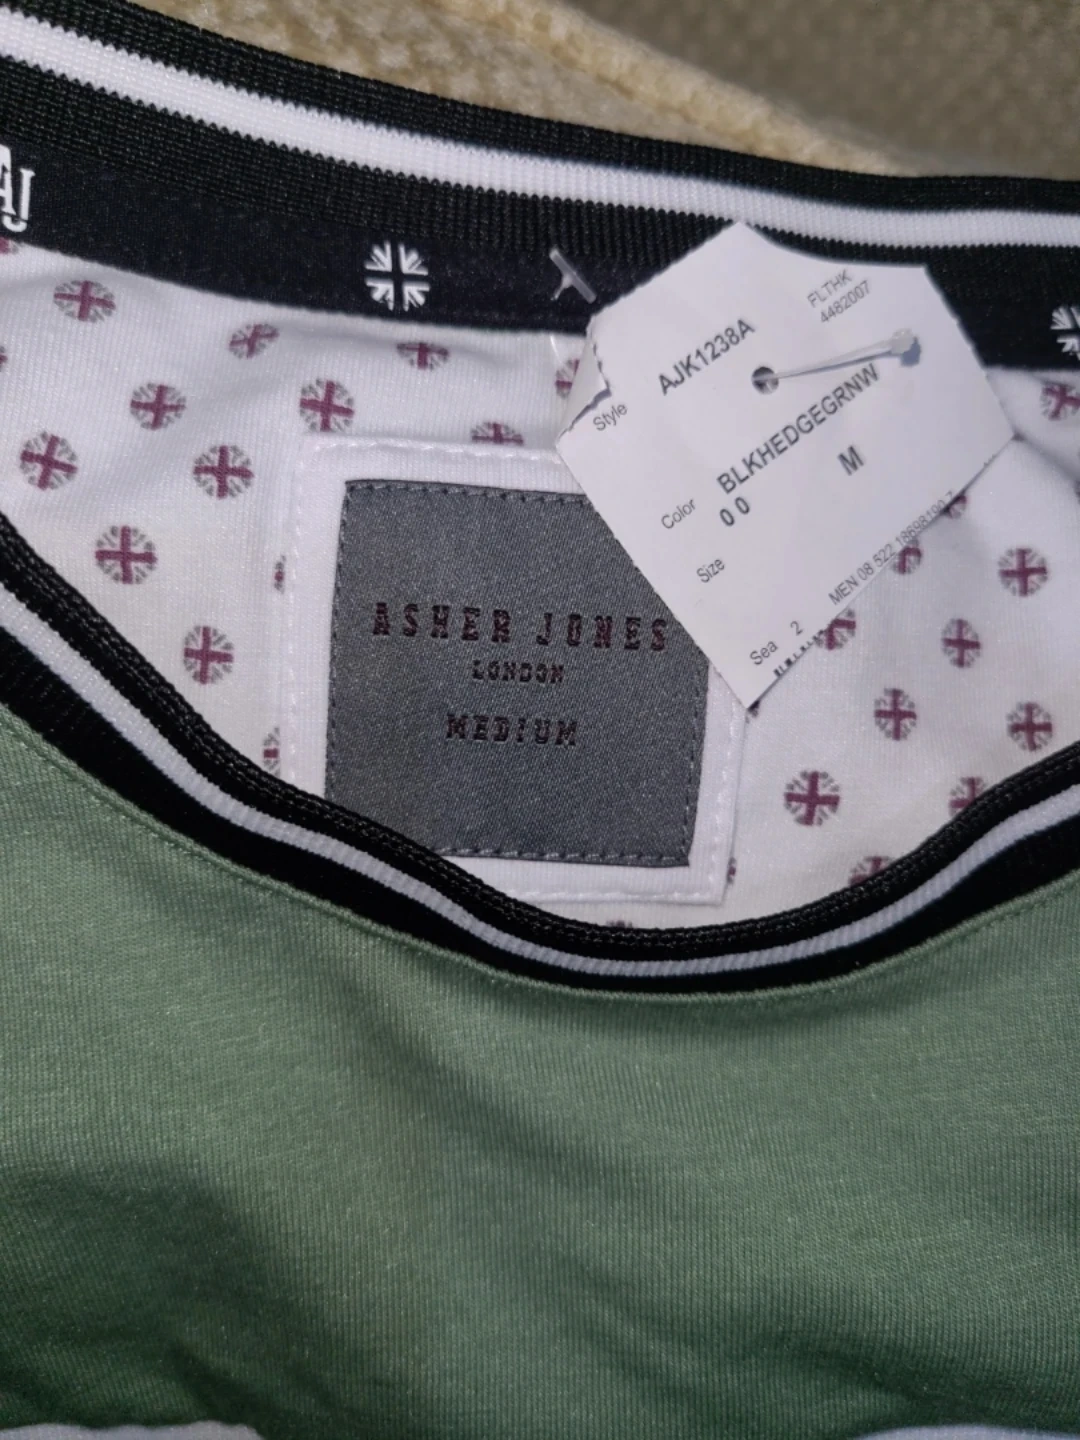 AJ
FLTHK
4482007
Style AJK1238A
Color BLKHEDGEGRNW
00 M
Size
MEN 08 522
Sea 2
ASHER JONES
LONDON
MEDIUM